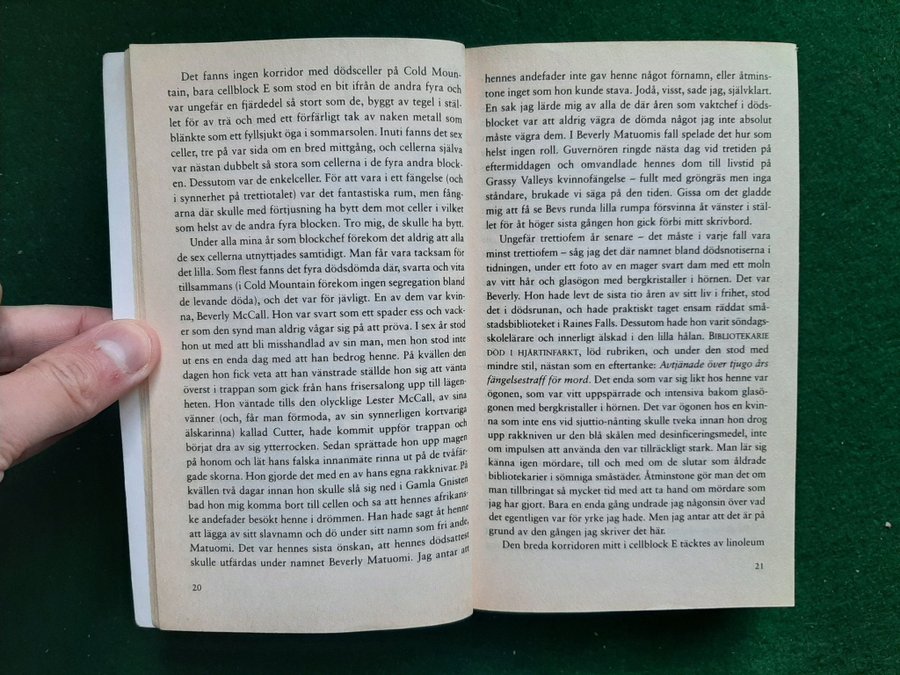 Det fanns ingen korridor med dödsceller på Cold Moun-
tain, bara cellblock E som stod en bit ifrån de andra fyra och
var ungefär en fjärdedel så stort som de, byggt av tegel i stäl-
let för av trä och med ett förfärligt tak av naken metall som
blänkte som ett fyllsjukt öga i sommarsolen. Inuti fanns det sex
celler, tre på var sida om en bred mittgång, och cellerna själva
var nästan dubbelt så stora som cellerna i de fyra andra block-
en. Dessutom var de enkelceller. För att vara i ett fängelse (och
i synnerhet på trettiotalet) var det fantastiska rum, men fång-
arna där skulle med förtjusning ha bytt dem mot celler i vilket
som helst av de andra fyra blocken. Tro mig, de skulle ha bytt.
Under alla mina år som blockchef förekom det aldrig att alla
de sex cellerna utnyttjades samtidigt. Man får vara tacksam för
det lilla. Som flest fanns det fyra dödsdömda där, svarta och vita
tillsammans (i Cold Mountain förekom ingen segregation bland
de levande döda), och det var för jävligt. En av dem var kvin-
na, Beverly McCall. Hon var svart som ett spader ess och vack-
er som den synd man aldrig vågar sig på att pröva. I sex år stod
hon ut med att bli misshandlad av sin man, men hon stod inte
ut ens en enda dag med att han bedrog henne. På kvällen den
dagen hon fick veta att han vänstrade ställde hon sig att vänta
överst i trappan som gick från hans frisersalong upp till lägen-
heten. Hon väntade tills den olycklige Lester McCall, av sina
vänner (och, får man förmoda, av sin synnerligen kortvariga
älskarinna) kallad Cutter, hade kommit uppför trappan och
börjat dra av sig ytterrocken. Sedan sprättade hon upp magen
på honom och lät hans falska innanmäte rinna ut på de tvåfär-
gade skorna. Hon gjorde det med en av hans egna rakknivar. På
kvällen två dagar innan hon skulle slå sig ned i Gamla Gnisten
bad hon mig komma bort till cellen och sa att hennes afrikans-
ke andefader besökt henne i drömmen. Han hade sagt åt henne
att lägga av sitt slavnamn och dö under sitt namn som fri ande,
Matuomi. Det var hennes sista önskan, att hennes dödsattest
skulle utfärdas under namnet Beverly Matuomi. Jag antar att
20
hennes andefader inte gav henne något förnamn, eller åtmins-
tone inget som hon kunde stava. Jodå, visst, sade jag, självklart.
En sak jag lärde mig av alla de där åren som vaktchef i döds-
blocket var att aldrig vägra de dömda något jag inte absolut
måste vägra dem. I Beverly Matuomis fall spelade det hur som
helst ingen roll. Guvernören ringde nästa dag vid tretiden på
eftermiddagen och omvandlade hennes dom till livstid på
Grassy Valleys kvinnofängelse – fullt med gröngräs men inga
ståndare, brukade vi säga på den tiden. Gissa om det gladde
mig att få se Bevs runda lilla rumpa försvinna åt vänster i stäl-
let för åt höger sista gången hon gick förbi mitt skrivbord.
Ungefär trettiofem år senare – det måste i varje fall vara
minst trettiofem – såg jag det där namnet bland dödsnotiserna i
tidningen, under ett foto av en mager svart dam med ett moln
av vitt hår och glasögon med bergkristaller i hörnen. Det var
Beverly. Hon hade levt de sista tio åren av sitt liv i frihet, stod
det i dödsrunan, och hade praktiskt taget ensam räddat små-
stadsbiblioteket i Raines Falls. Dessutom hade hon varit söndags-
skolelärare och innerligt älskad i den lilla hålan. BIBLIOTEKARIE
DÖD I HJÄRTINFARKT, löd rubriken, och under den stod med
mindre stil, nästan som en eftertanke: Avtjänade över tjugo års
fängelsestraff för mord. Det enda som var sig likt hos henne var
ögonen, som var vitt uppspärrade och intensiva bakom glasö-
gonen med bergkristaller i hörnen. Det var ögonen hos en kvin-
na som inte ens vid sjuttio-nånting skulle tveka innan hon drog
upp rakkniven ur den blå skålen med desinficeringsmedel, inte
om impulsen att använda den var tillräckligt stark. Man lär sig
känna igen mördare, till och med om de slutar som åldrade
bibliotekarier i sömniga småstäder. Åtminstone gör man det om
man tillbringat så mycket tid med att ta hand om mördare som
jag har gjort. Bara en enda gång undrade jag någonsin över vad
det egentligen var för yrke jag hade. Men jag antar att det är på
grund av den gången jag skriver det här.
Den breda korridoren mitt i cellblock E täcktes av linoleum
21